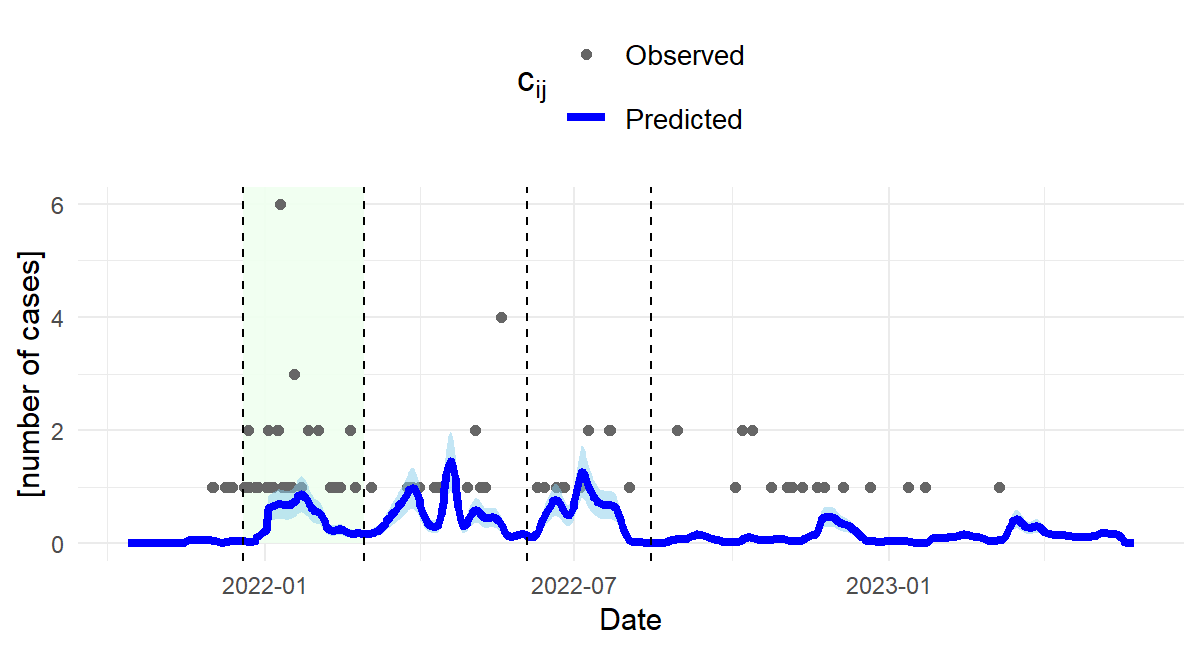 Observed
c_ij
Predicted
[number of cases]
6
4
2
0
2022-01 2022-07 2023-01
Date